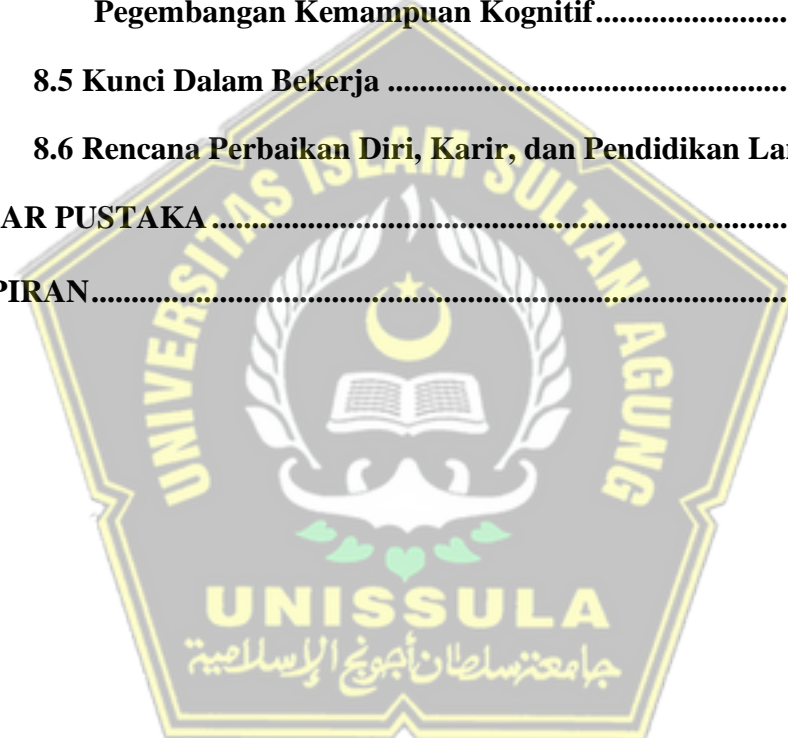 Pegembangan Kemampuan Kognitif........................
8.5 Kunci Dalam Bekerja ..................................................
8.6 Rencana Perbaikan Diri, Karir, dan Pendidikan Lan
AR PUSTAKA ........................................................................
PIRAN.......................................................................................
UNIVERSITAS ISLAM SULTAN AGUNG
UNISSULA
جامعة سلطان أجونج الإسلامية